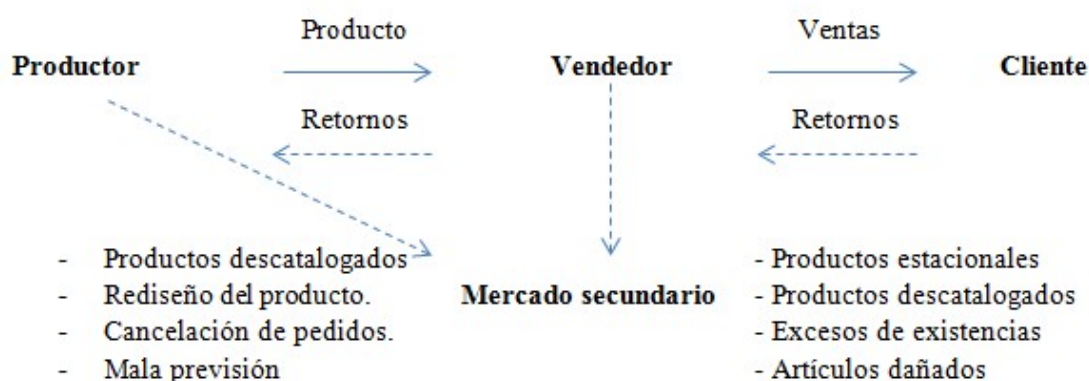 Producto Ventas
Productor Vendedor Cliente
Retornos Retornos
- Productos descatalogados
- Rediseño del producto.
- Cancelación de pedidos.
- Mala previsión
Mercado secundario
- Productos estacionales
- Productos descatalogados
- Excesos de existencias
- Artículos dañados